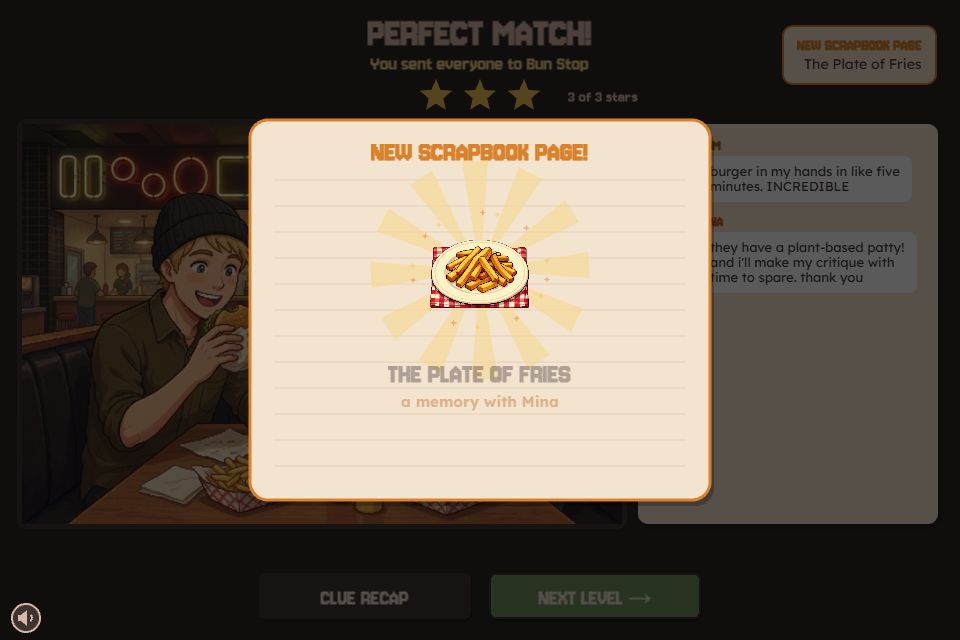 PERFECT MATCH!
You sent everyone to Bun Stop
3 of 3 stars
NEW SCRAPBOOK PAGE
The Plate of Fries
NEW SCRAPBOOK PAGE!
THE PLATE OF FRIES
a memory with Mina
burger in my hands in like five
minutes. INCREDIBLE
they have a plant-based patty!
and i'll make my critique with
time to spare. thank you
CLUE RECAP
NEXT LEVEL →